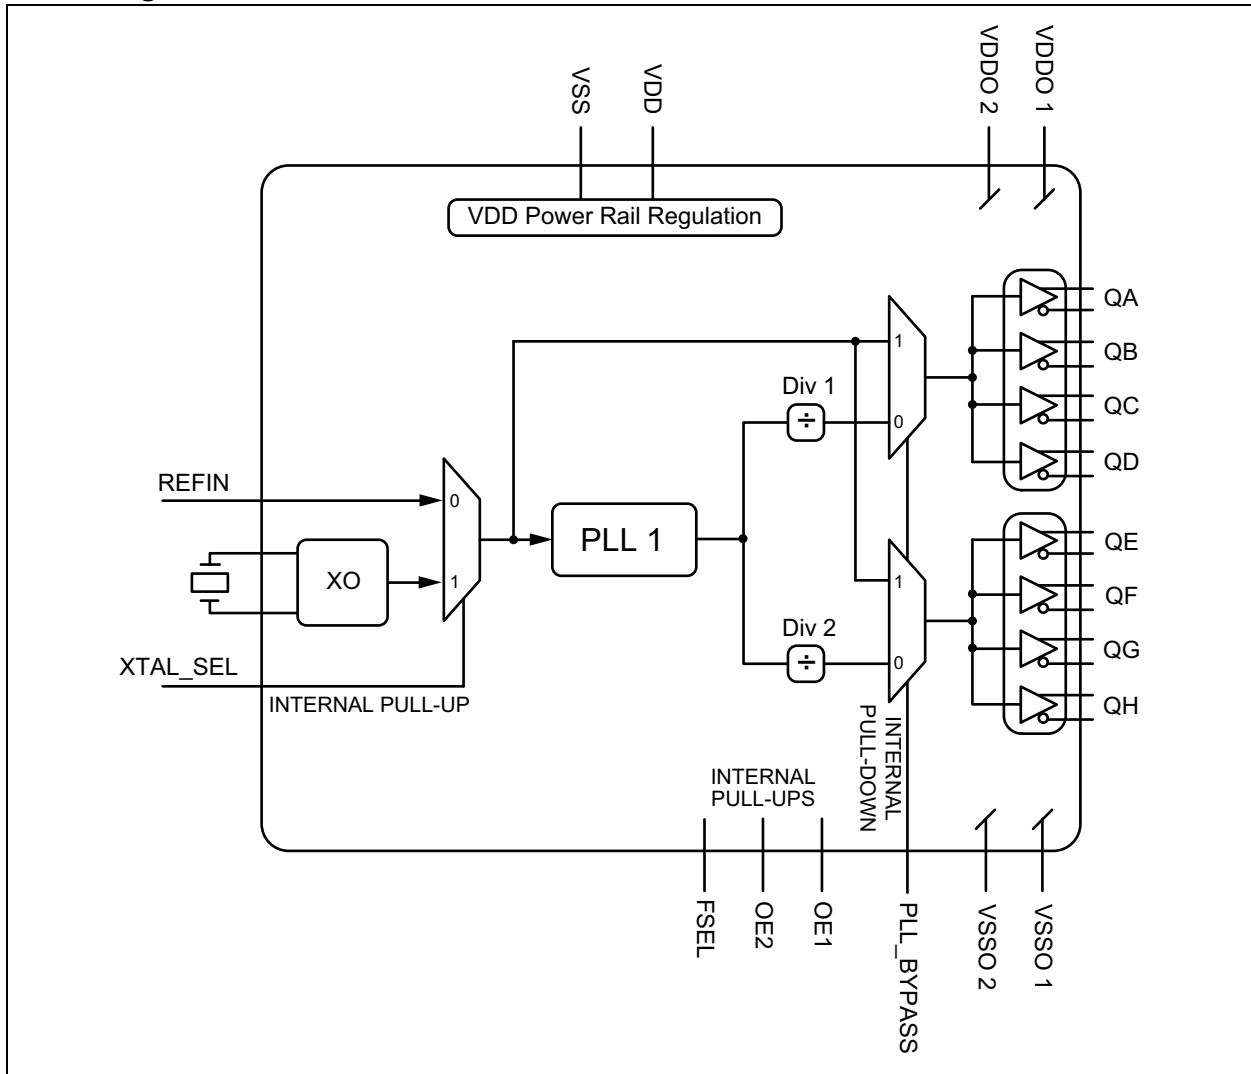 VSS
VDD
VDDO 2
VDDO 1
VDD Power Rail Regulation
QA
1
QB
Div 1
÷
0
QC
QD
REFIN
0
PLL 1
QE
XO
1
1
QF
Div 2
÷
0
QG
XTAL_SEL
INTERNAL PULL-UP
QH
INTERNAL
PULL-DOWN
INTERNAL
PULL-UPS
FSEL
OE2
OE1
PLL_BYPASS
VSSO 2
VSSO 1